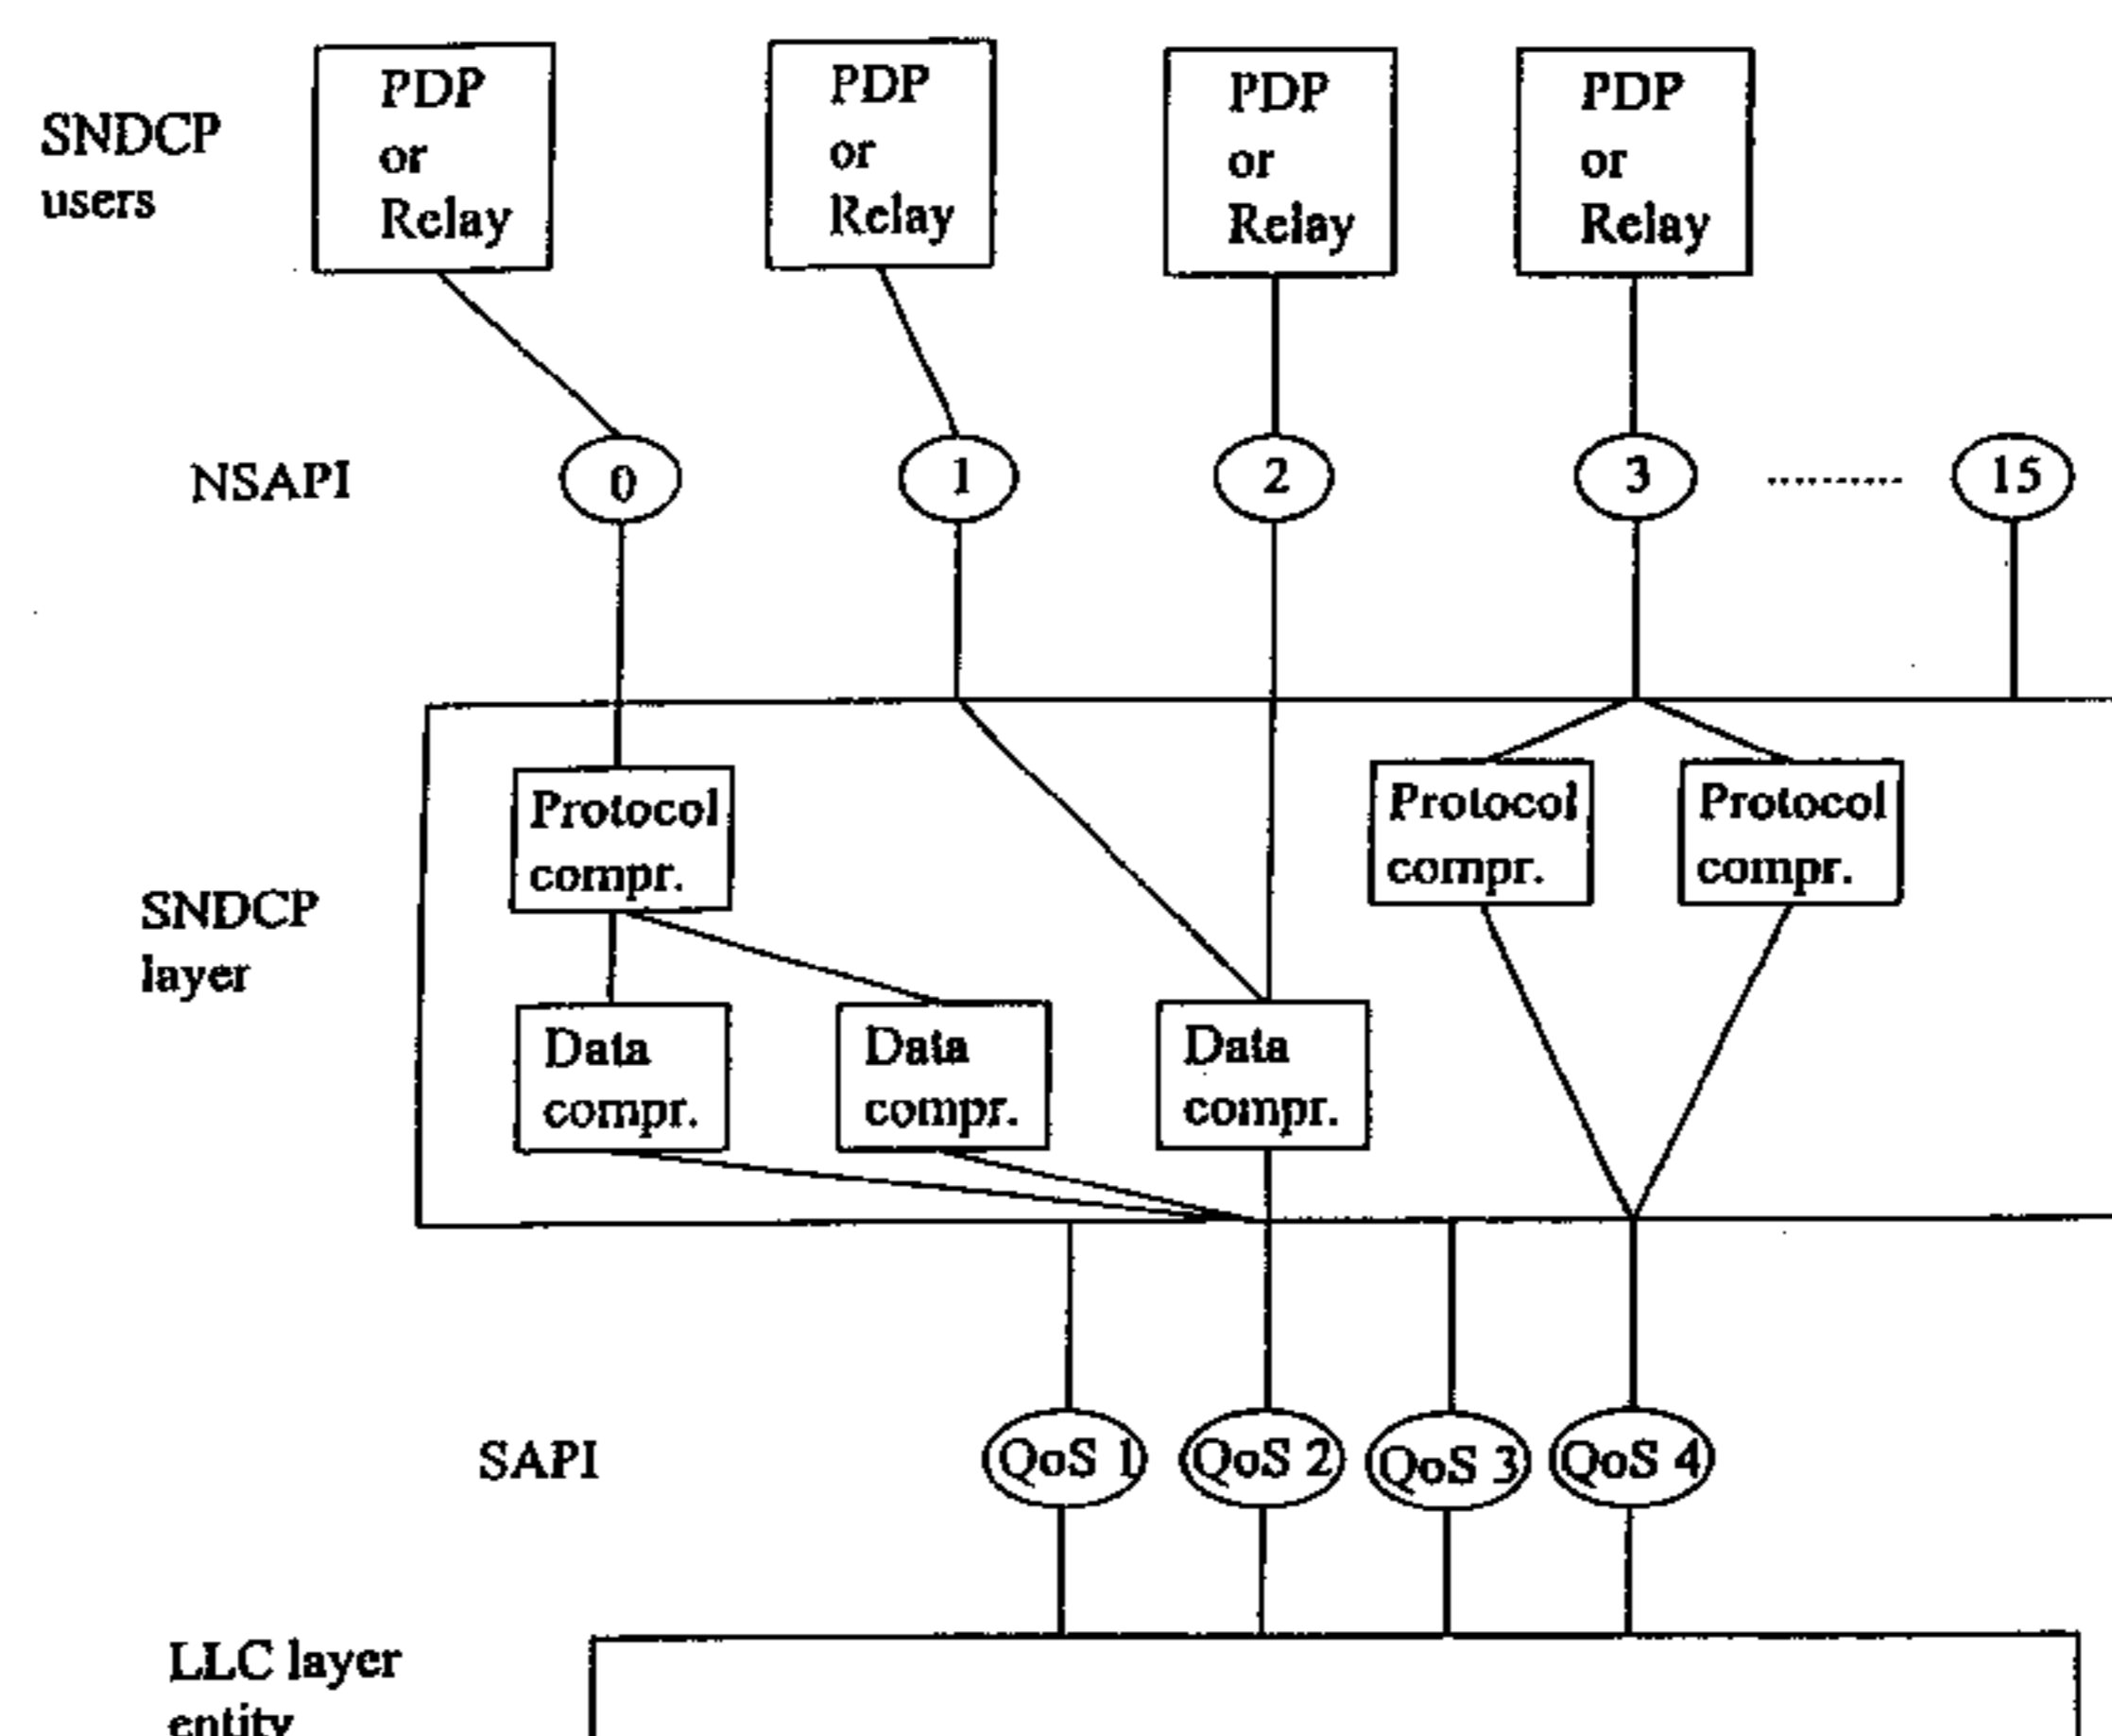 SNDCP
users
PDP
or
Relay
PDP
or
Relay
PDP
or
Relay
PDP
or
Relay
NSAPI
0
1
2
3
15
SNDCP
layer
Protocol
compr.
Protocol
compr.
Protocol
compr.
Data
compr.
Data
compr.
Data
compr.
SAPI
QoS 1
QoS 2
QoS 3
QoS 4
LLC layer
entity